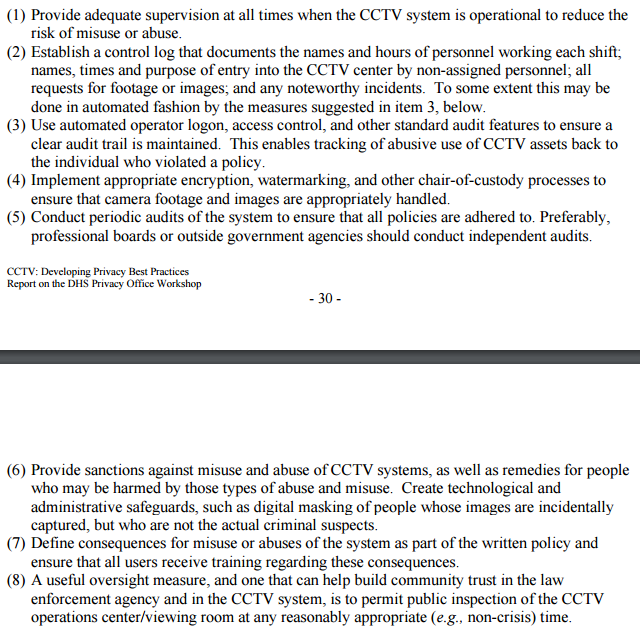 (1) Provide adequate supervision at all times when the CCTV system is operational to reduce the
risk of misuse or abuse.
(2) Establish a control log that documents the names and hours of personnel working each shift;
names, times and purpose of entry into the CCTV center by non-assigned personnel; all
requests for footage or images; and any noteworthy incidents.  To some extent this may be
done in automated fashion by the measures suggested in item 3, below.
(3) Use automated operator logon, access control, and other standard audit features to ensure a
clear audit trail is maintained.  This enables tracking of abusive use of CCTV assets back to
the individual who violated a policy.
(4) Implement appropriate encryption, watermarking, and other chair-of-custody processes to
ensure that camera footage and images are appropriately handled.
(5) Conduct periodic audits of the system to ensure that all policies are adhered to. Preferably,
professional boards or outside government agencies should conduct independent audits.
CCTV: Developing Privacy Best Practices
Report on the DHS Privacy Office Workshop
- 30 -
(6) Provide sanctions against misuse and abuse of CCTV systems, as well as remedies for people
who may be harmed by those types of abuse and misuse.  Create technological and
administrative safeguards, such as digital masking of people whose images are incidentally
captured, but who are not the actual criminal suspects.
(7) Define consequences for misuse or abuses of the system as part of the written policy and
ensure that all users receive training regarding these consequences.
(8) A useful oversight measure, and one that can help build community trust in the law
enforcement agency and in the CCTV system, is to permit public inspection of the CCTV
operations center/viewing room at any reasonably appropriate (e.g., non-crisis) time.